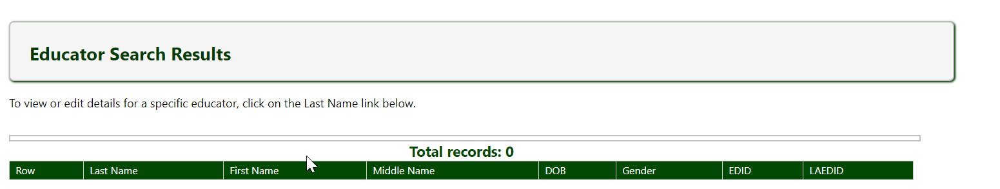 Educator Search Results
To view or edit details for a specific educator, click on the Last Name link below.
Total records: 0
Row Last Name First Name Middle Name DOB Gender EDID LAEDID